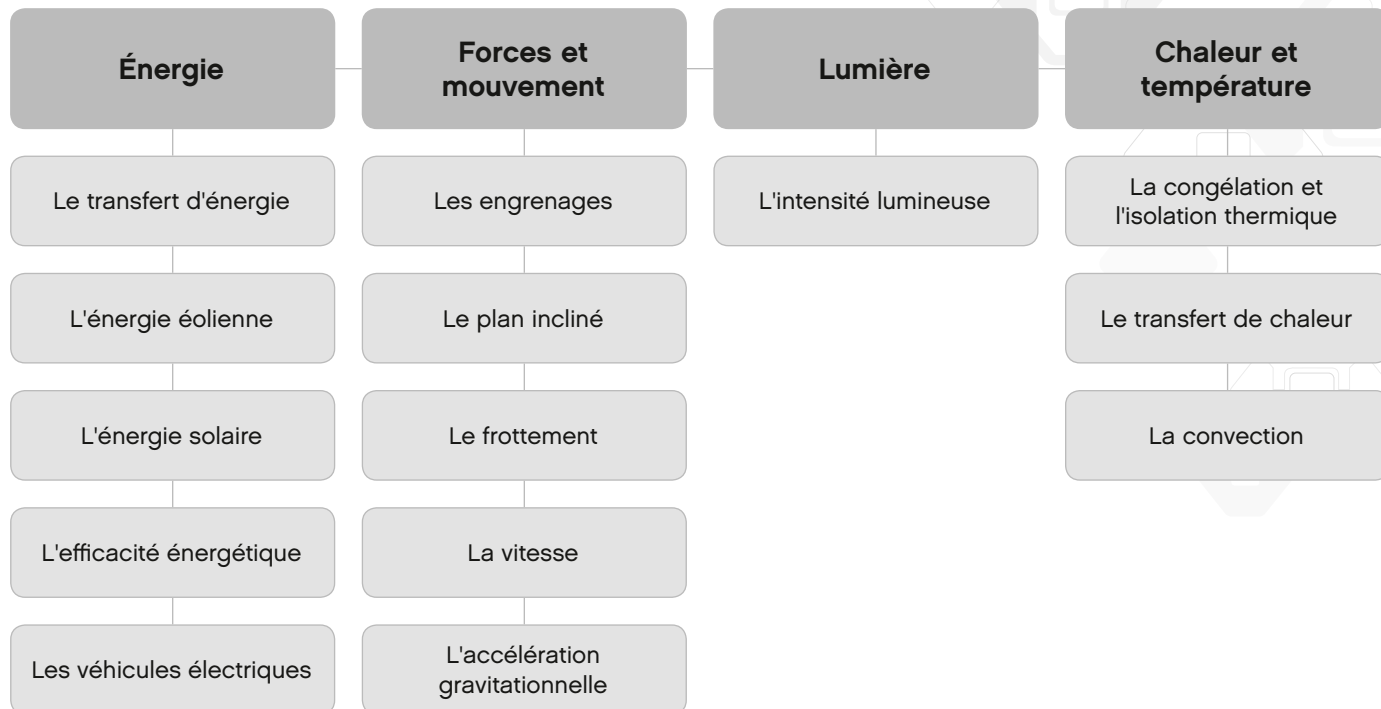 Énergie
Le transfert d'énergie
L'énergie éolienne
L'énergie solaire
L'efficacité énergétique
Les véhicules électriques
Forces et
mouvement
Les engrenages
Le plan incliné
Le frottement
La vitesse
L'accélération
gravitationnelle
Lumière
L'intensité lumineuse
Chaleur et
température
La congélation et
l'isolation thermique
Le transfert de chaleur
La convection